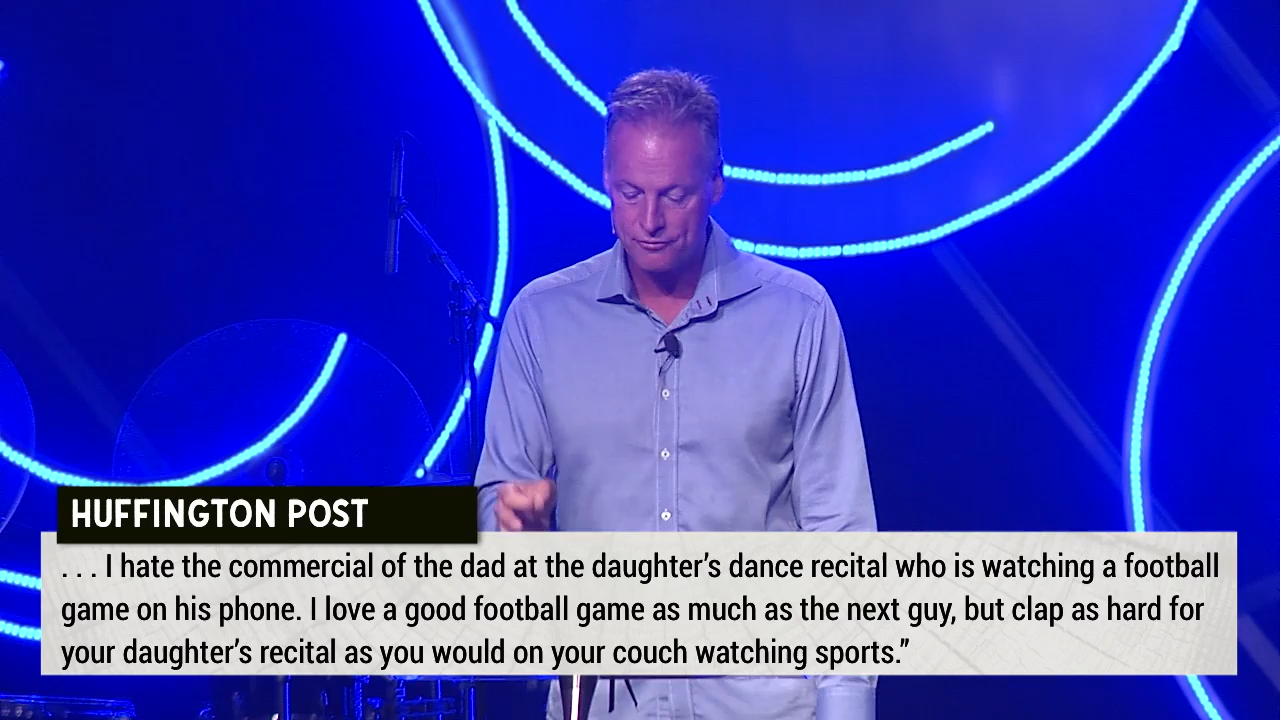 HUFFINGTON POST
. . . I hate the commercial of the dad at the daughter’s dance recital who is watching a football
game on his phone. I love a good football game as much as the next guy, but clap as hard for
your daughter’s recital as you would on your couch watching sports.”